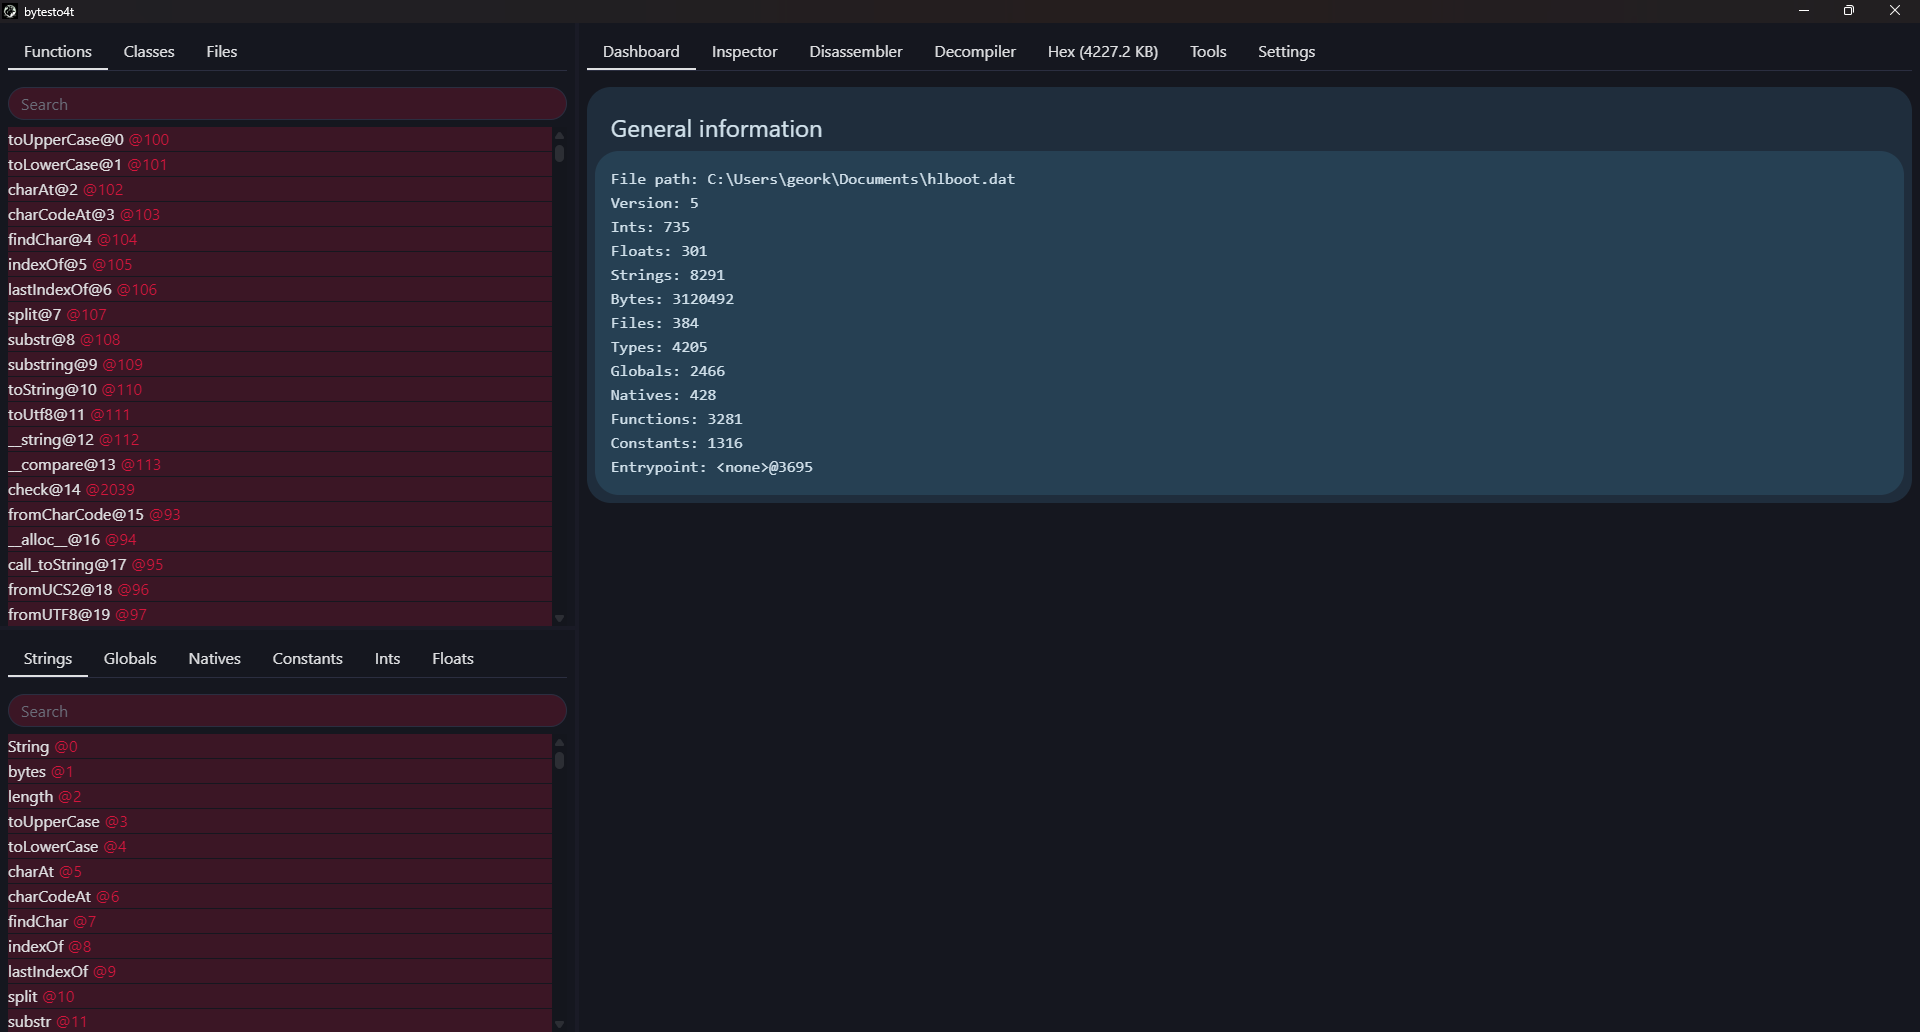 bytesto4t
Functions Classes Files
Search
toUpperCase@0 @100
toLowerCase@1 @101
charAt@2 @102
charCodeAt@3 @103
findChar@4 @104
indexOf@5 @105
lastIndexOf@6 @106
split@7 @107
substr@8 @108
substring@9 @109
toString@10 @110
toUtf8@11 @111
__string@12 @112
__compare@13 @113
check@14 @2039
fromCharCode@15 @93
__alloc__@16 @94
call_toString@17 @95
fromUCS2@18 @96
fromUTF8@19 @97
Strings Globals Natives Constants Ints Floats
Search
String @0
bytes @1
length @2
toUpperCase @3
toLowerCase @4
charAt @5
charCodeAt @6
findChar @7
indexOf @8
lastIndexOf @9
split @10
substr @11
Dashboard Inspector Disassembler Decompiler Hex (4227.2 KB) Tools Settings
General information
File path: C:\Users\geork\Documents\hlboot.dat
Version: 5
Ints: 735
Floats: 301
Strings: 8291
Bytes: 3120492
Files: 384
Types: 4205
Globals: 2466
Natives: 428
Functions: 3281
Constants: 1316
Entrypoint: <none>@3695